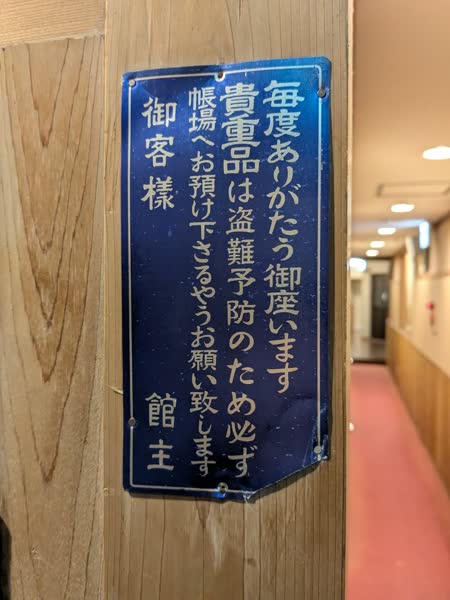 毎度ありがたう御座います
貴重品は盗難予防のため必ず
帳場へお預け下さるやうお願い致します
御客様　館主